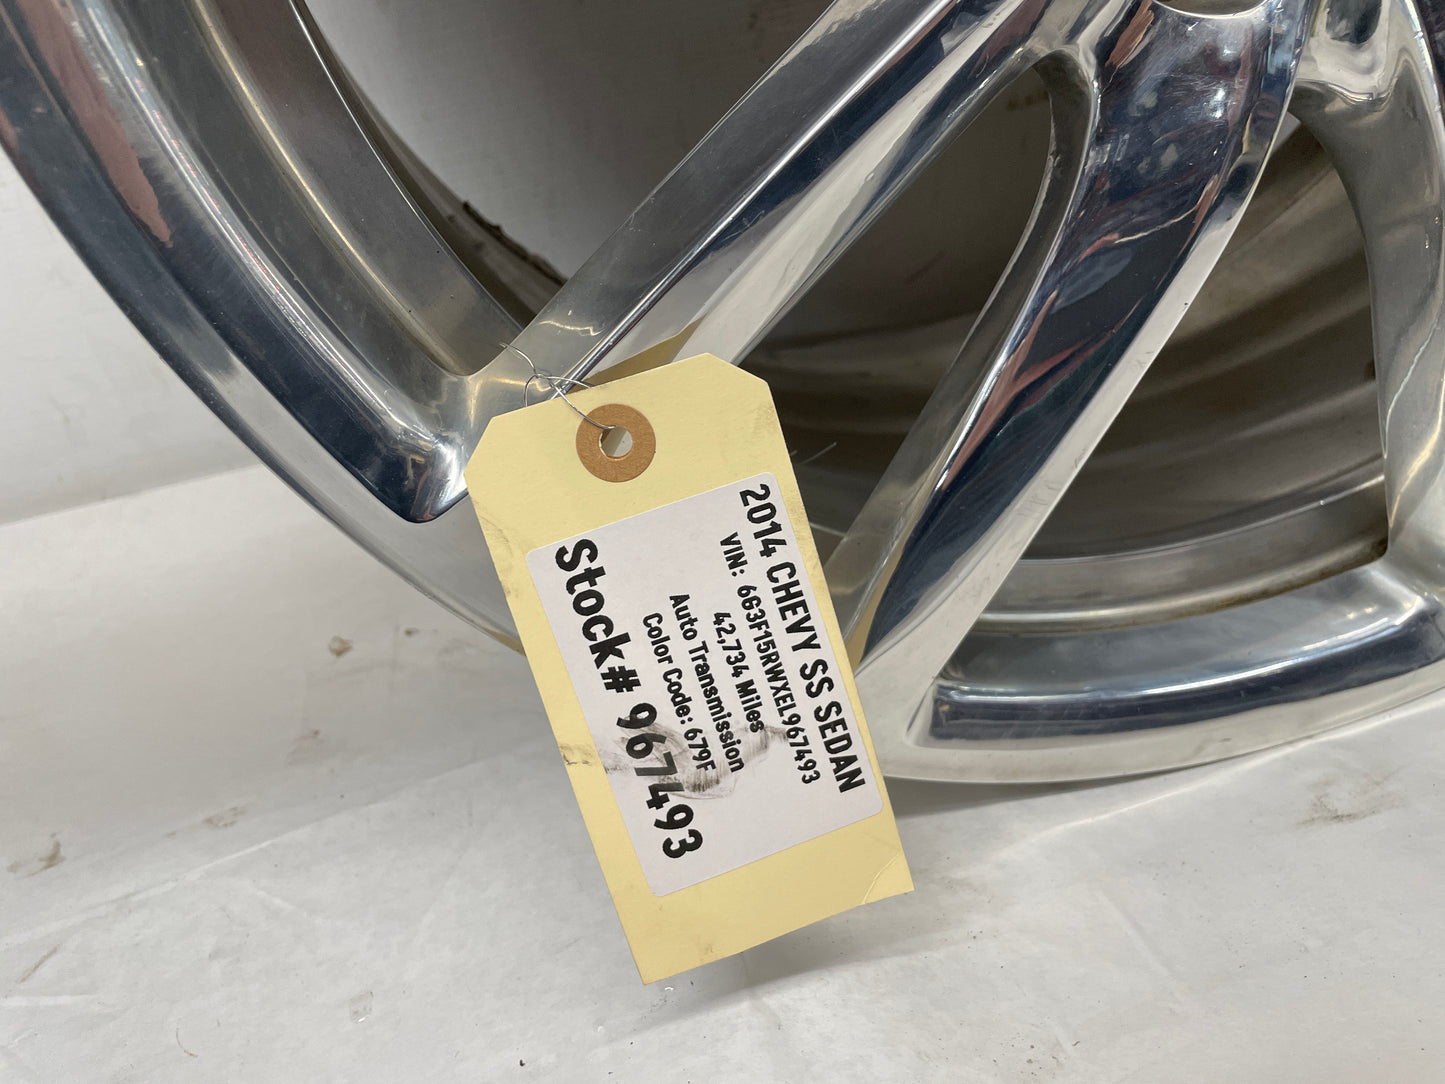 2014 CHEVY SS SEDAN
VIN: 6G3F15RWXEL967493
42,734 Miles
Auto Transmission
Color Code: 679F
Stock# 967493